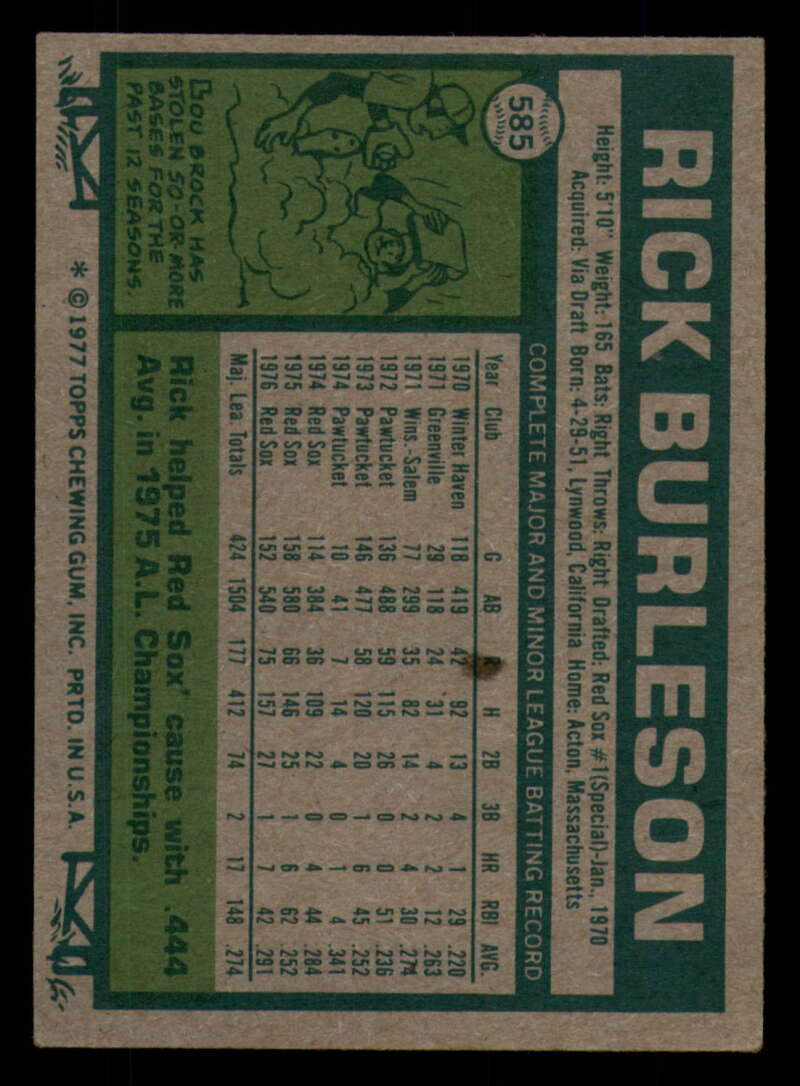 585
RICK BURLESON
Height: 5'10" Weight: 165 Bats: Right Throws: Right Drafted: Red Sox #1(Special)-Jan., 1970
Acquired: Via Draft Born: 4-29-51, Lynwood, California Home: Acton, Massachusetts
COMPLETE MAJOR AND MINOR LEAGUE BATTING RECORD
Year Club G AB R H 2B 3B HR RBI AVG.
1970 Winter Haven 118 419 42 92 13 4 1 29 .220
1971 Greenville 29 118 24 31 4 2 2 12 .263
1971 Wins.-Salem 77 299 35 82 14 2 4 30 .274
1972 Pawtucket 136 488 59 115 26 0 0 51 .236
1973 Pawtucket 146 477 58 120 20 1 6 45 .252
1974 Pawtucket 10 41 7 14 4 0 1 4 .341
1974 Red Sox 114 384 36 109 22 0 4 44 .284
1975 Red Sox 158 580 66 146 25 1 6 62 .252
1976 Red Sox 152 540 75 157 27 1 7 42 .291
Maj. Lea. Totals 424 1504 177 412 74 2 17 148 .274
LOU BROCK HAS
STOLEN 50-OR-MORE
BASES FOR THE
PAST 12 SEASONS.
Rick helped Red Sox' cause with .444
Avg. in 1975 A.L. Championships.
* © 1977 TOPPS CHEWING GUM, INC. PRTD. IN U.S.A.